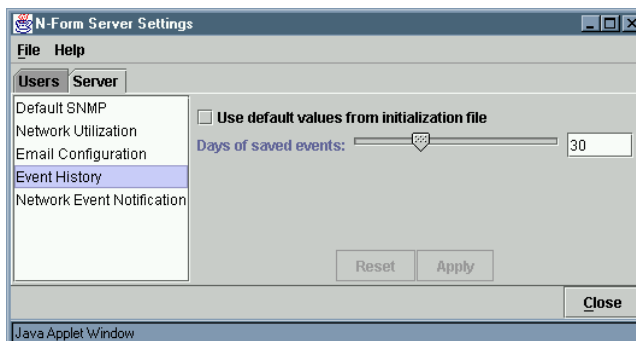 N-Form Server Settings
File Help
Users Server
Default SNMP
Network Utilization
Email Configuration
Event History
Network Event Notification
Use default values from initialization file
Days of saved events: 30
Reset Apply
Close
Java Applet Window